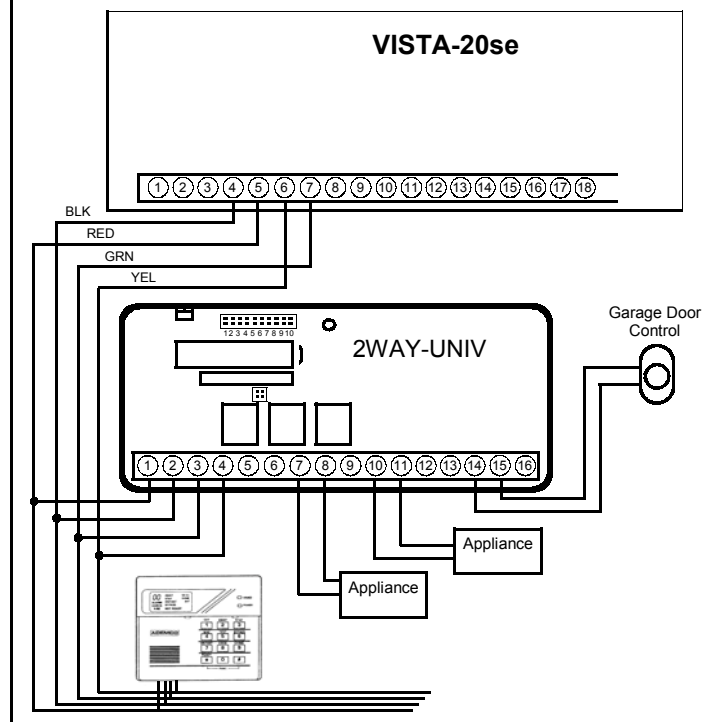 VISTA-20se
1 2 3 4 5 6 7 8 9 10 11 12 13 14 15 16 17 18
BLK
RED
GRN
YEL
Garage Door
Control
1 2 3 4 5 6 7 8 9 10
2WAY-UNIV
1 2 3 4 5 6 7 8 9 10 11 12 13 14 15 16
Appliance
Appliance